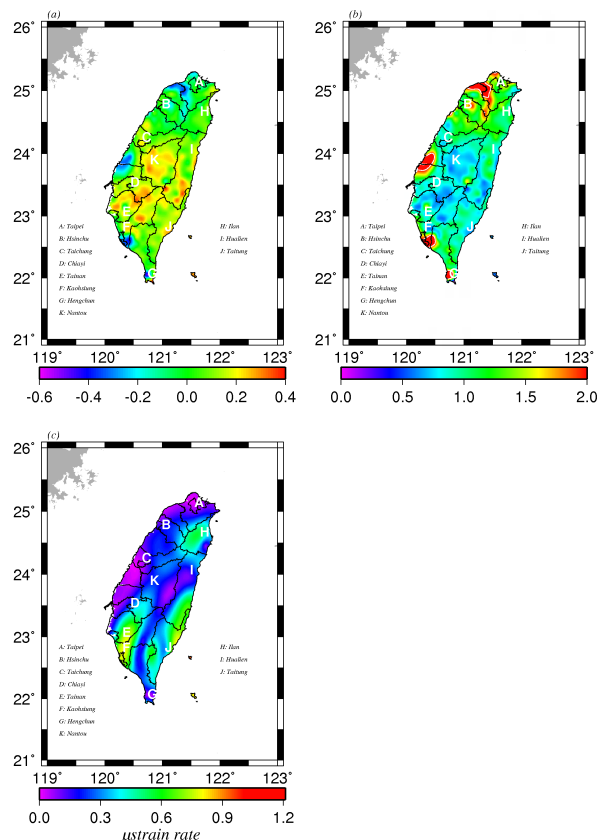 (a)
26°
25°
24°
23°
22°
21°
119° 120° 121° 122° 123°
A
B
H
C
I
K
D
E
F
J
G
A: Taipei
B: Hsinchu
C: Taichung
D: Chiayi
E: Tainan
F: Kaohsiung
G: Hengchun
K: Nantou
H: Ilan
I: Hualien
J: Taitung
-0.6 -0.4 -0.2 0.0 0.2 0.4
(b)
26°
25°
24°
23°
22°
21°
119° 120° 121° 122° 123°
A
B
H
C
I
K
D
E
F
J
G
A: Taipei
B: Hsinchu
C: Taichung
D: Chiayi
E: Tainan
F: Kaohsiung
G: Hengchun
K: Nantou
H: Ilan
I: Hualien
J: Taitung
0.0 0.5 1.0 1.5 2.0
(c)
26°
25°
24°
23°
22°
21°
119° 120° 121° 122° 123°
A
B
H
C
I
K
D
E
F
J
G
A: Taipei
B: Hsinchu
C: Taichung
D: Chiayi
E: Tainan
F: Kaohsiung
G: Hengchun
K: Nantou
H: Ilan
I: Hualien
J: Taitung
0.0 0.3 0.6 0.9 1.2
μstrain rate